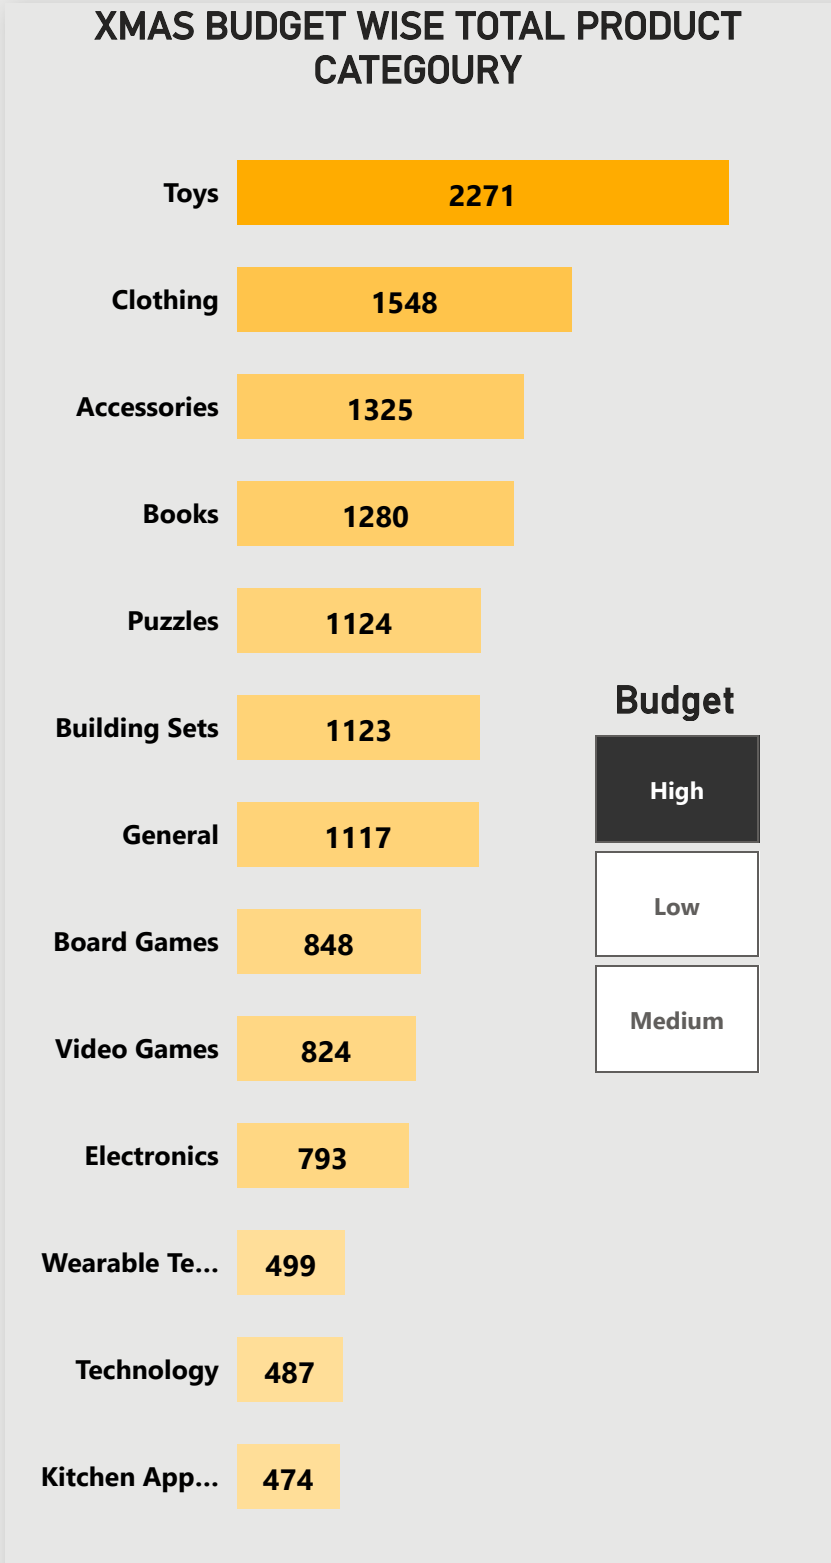 XMAS BUDGET WISE TOTAL PRODUCT
CATEGOURY
Toys 2271
Clothing 1548
Accessories 1325
Books 1280
Puzzles 1124
Building Sets 1123
General 1117
Board Games 848
Video Games 824
Electronics 793
Wearable Te...  499
Technology 487
Kitchen App... 474
Budget
High
Low
Medium